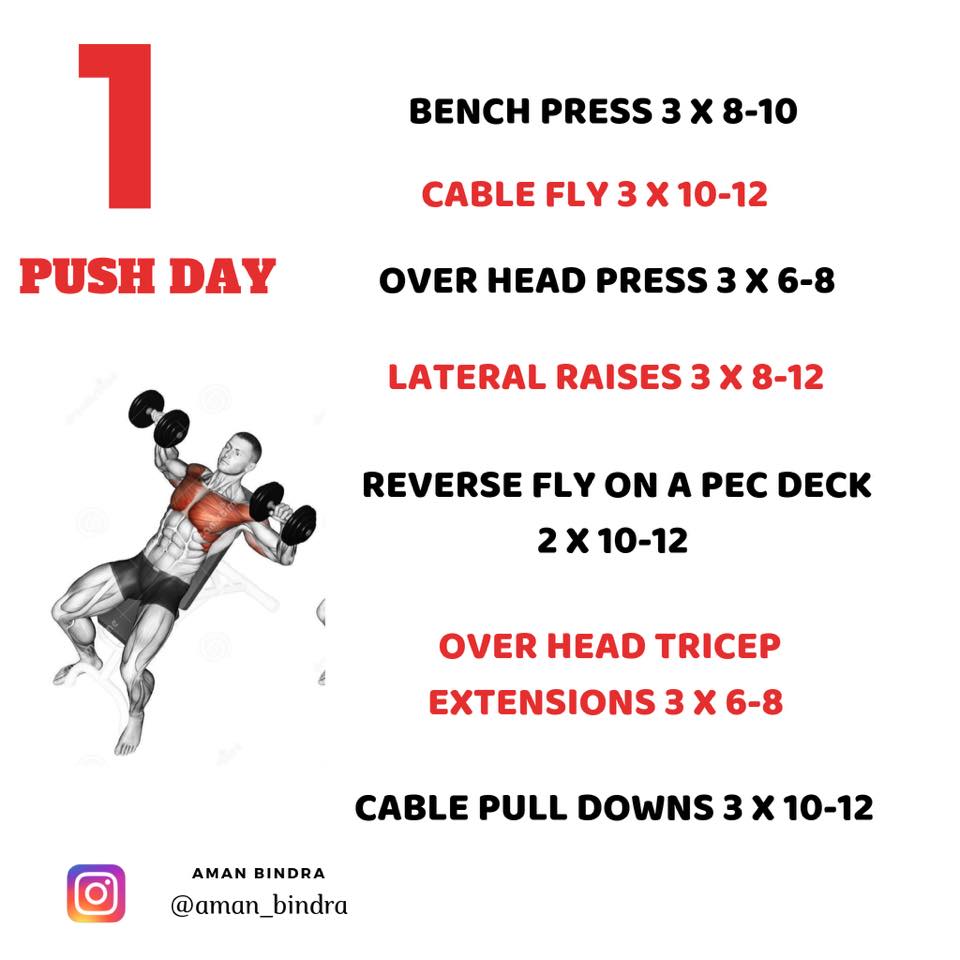 1
PUSH DAY
BENCH PRESS 3 X 8-10
CABLE FLY 3 X 10-12
OVER HEAD PRESS 3 X 6-8
LATERAL RAISES 3 X 8-12
REVERSE FLY ON A PEC DECK
2 X 10-12
OVER HEAD TRICEP
EXTENSIONS 3 X 6-8
CABLE PULL DOWNS 3 X 10-12
AMAN BINDRA
@aman_bindra